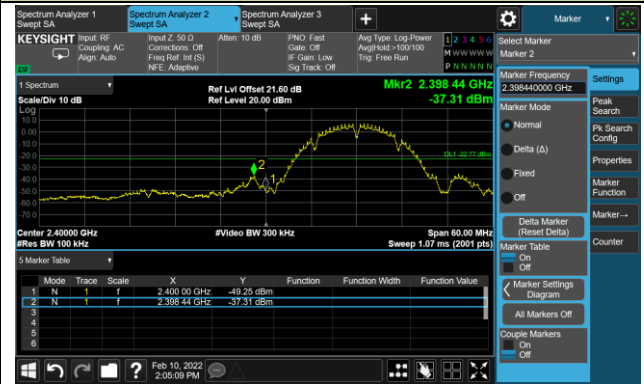 Spectrum Analyzer 1
Swept SA
Spectrum Analyzer 2
Swept SA
Spectrum Analyzer 3
Swept SA
Marker
KEYSIGHT
Input: RF
Coupling: AC
Align: Auto
Input Z: 50 Ω
Corrections: Off
Freq Ref: Int (S)
NFE: Adaptive
Atten: 10 dB
PNO: Fast
Gate: Off
IF Gain: Low
Sig Track: Off
Avg Type: Log-Power
Avg|Hold >100/100
Trig: Free Run
1 2 3 4 5 6
M W W W W W
P N N N N N
Select Marker
Marker 2
1 Spectrum
Scale/Div 10 dB
Log
Ref Lvl Offset 21.60 dB
Ref Level 20.00 dBm
Mkr2 2.398 44 GHz
-37.31 dBm
10.0
0.00
-10.0
-20.0
-30.0
-40.0
-50.0
-60.0
-70.0
DL1 -22.77 dBm
2
1
Center 2.40000 GHz
#Res BW 100 kHz
#Video BW 300 kHz
Span 60.00 MHz
Sweep 1.07 ms (2001 pts)
5 Marker Table
Mode Trace Scale X Y Function Function Width Function Value
1 N 1 f 2.400 00 GHz -49.25 dBm
2 N 1 f 2.398 44 GHz -37.31 dBm
3
4
5
6
Marker Frequency
2.398440000 GHz
Marker Mode
Normal
Delta (Δ)
Fixed
Off
Delta Marker
(Reset Delta)
Marker Table
On
Off
Marker Settings
Diagram
All Markers Off
Couple Markers
On
Off
Settings
Peak
Search
Pk Search
Config
Properties
Marker
Function
Marker→
Counter
?
Feb 10, 2022
2:05:09 PM